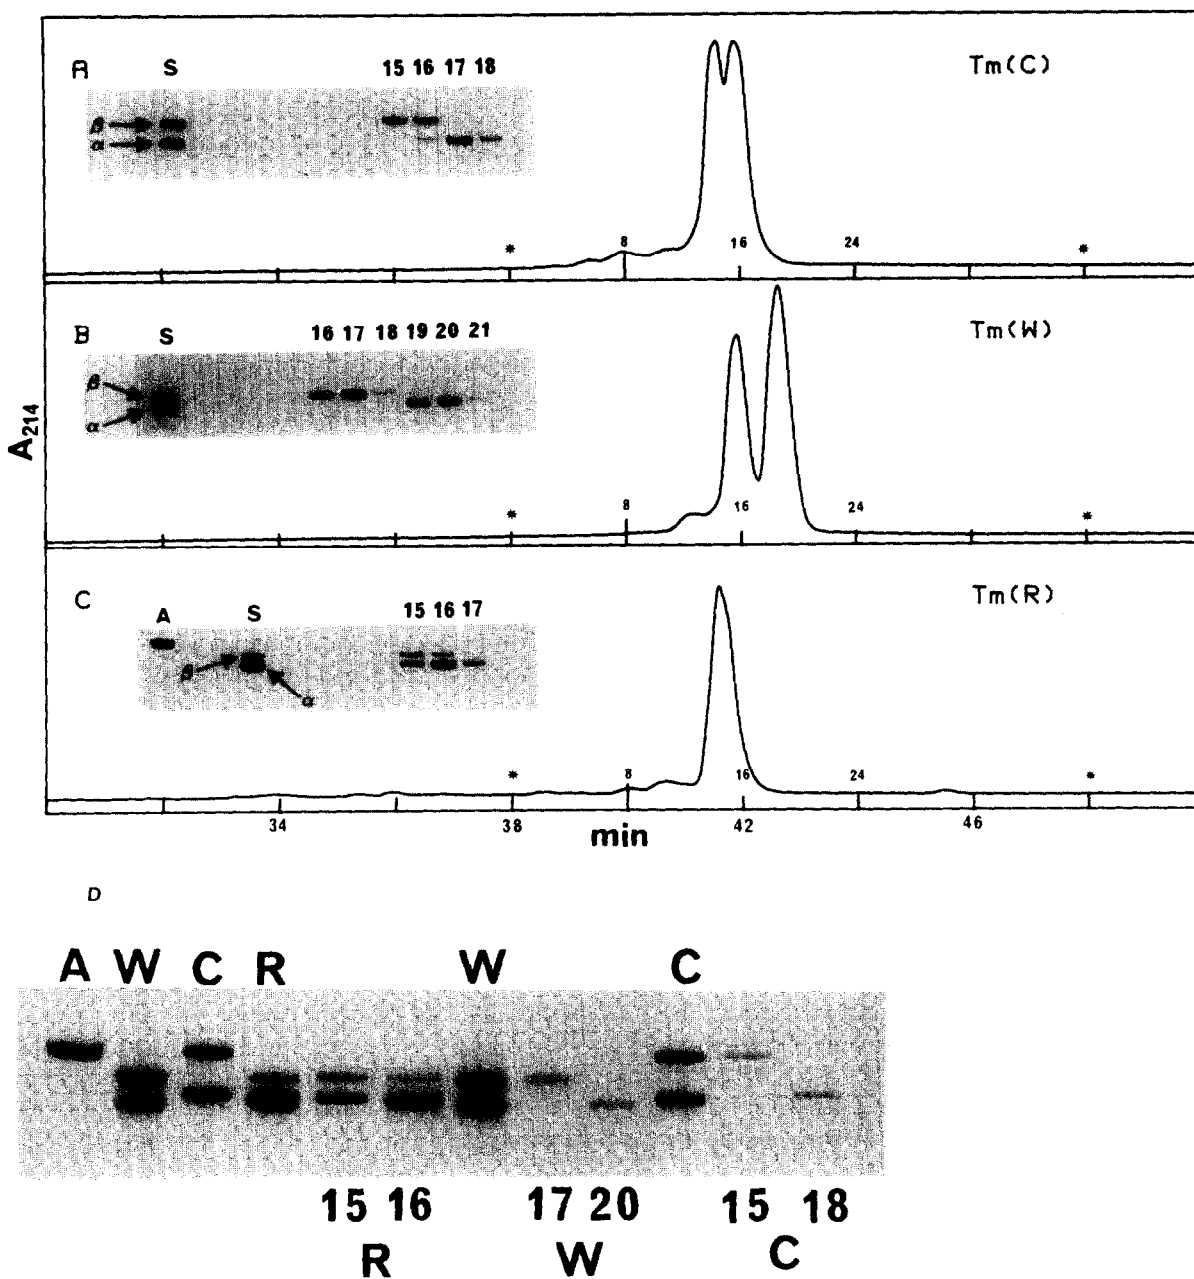 A S 15 16 17 18 Tm(C)
β
α
* 8 16 24 *
B S 16 17 18 19 20 21 Tm(W)
β
α
A214
* 8 16 24 *
C A S 15 16 17 Tm(R)
β
α
* 8 16 24 *
34 38 42 46
min
D
A W C R W C
15 16 17 20 15 18
R W C